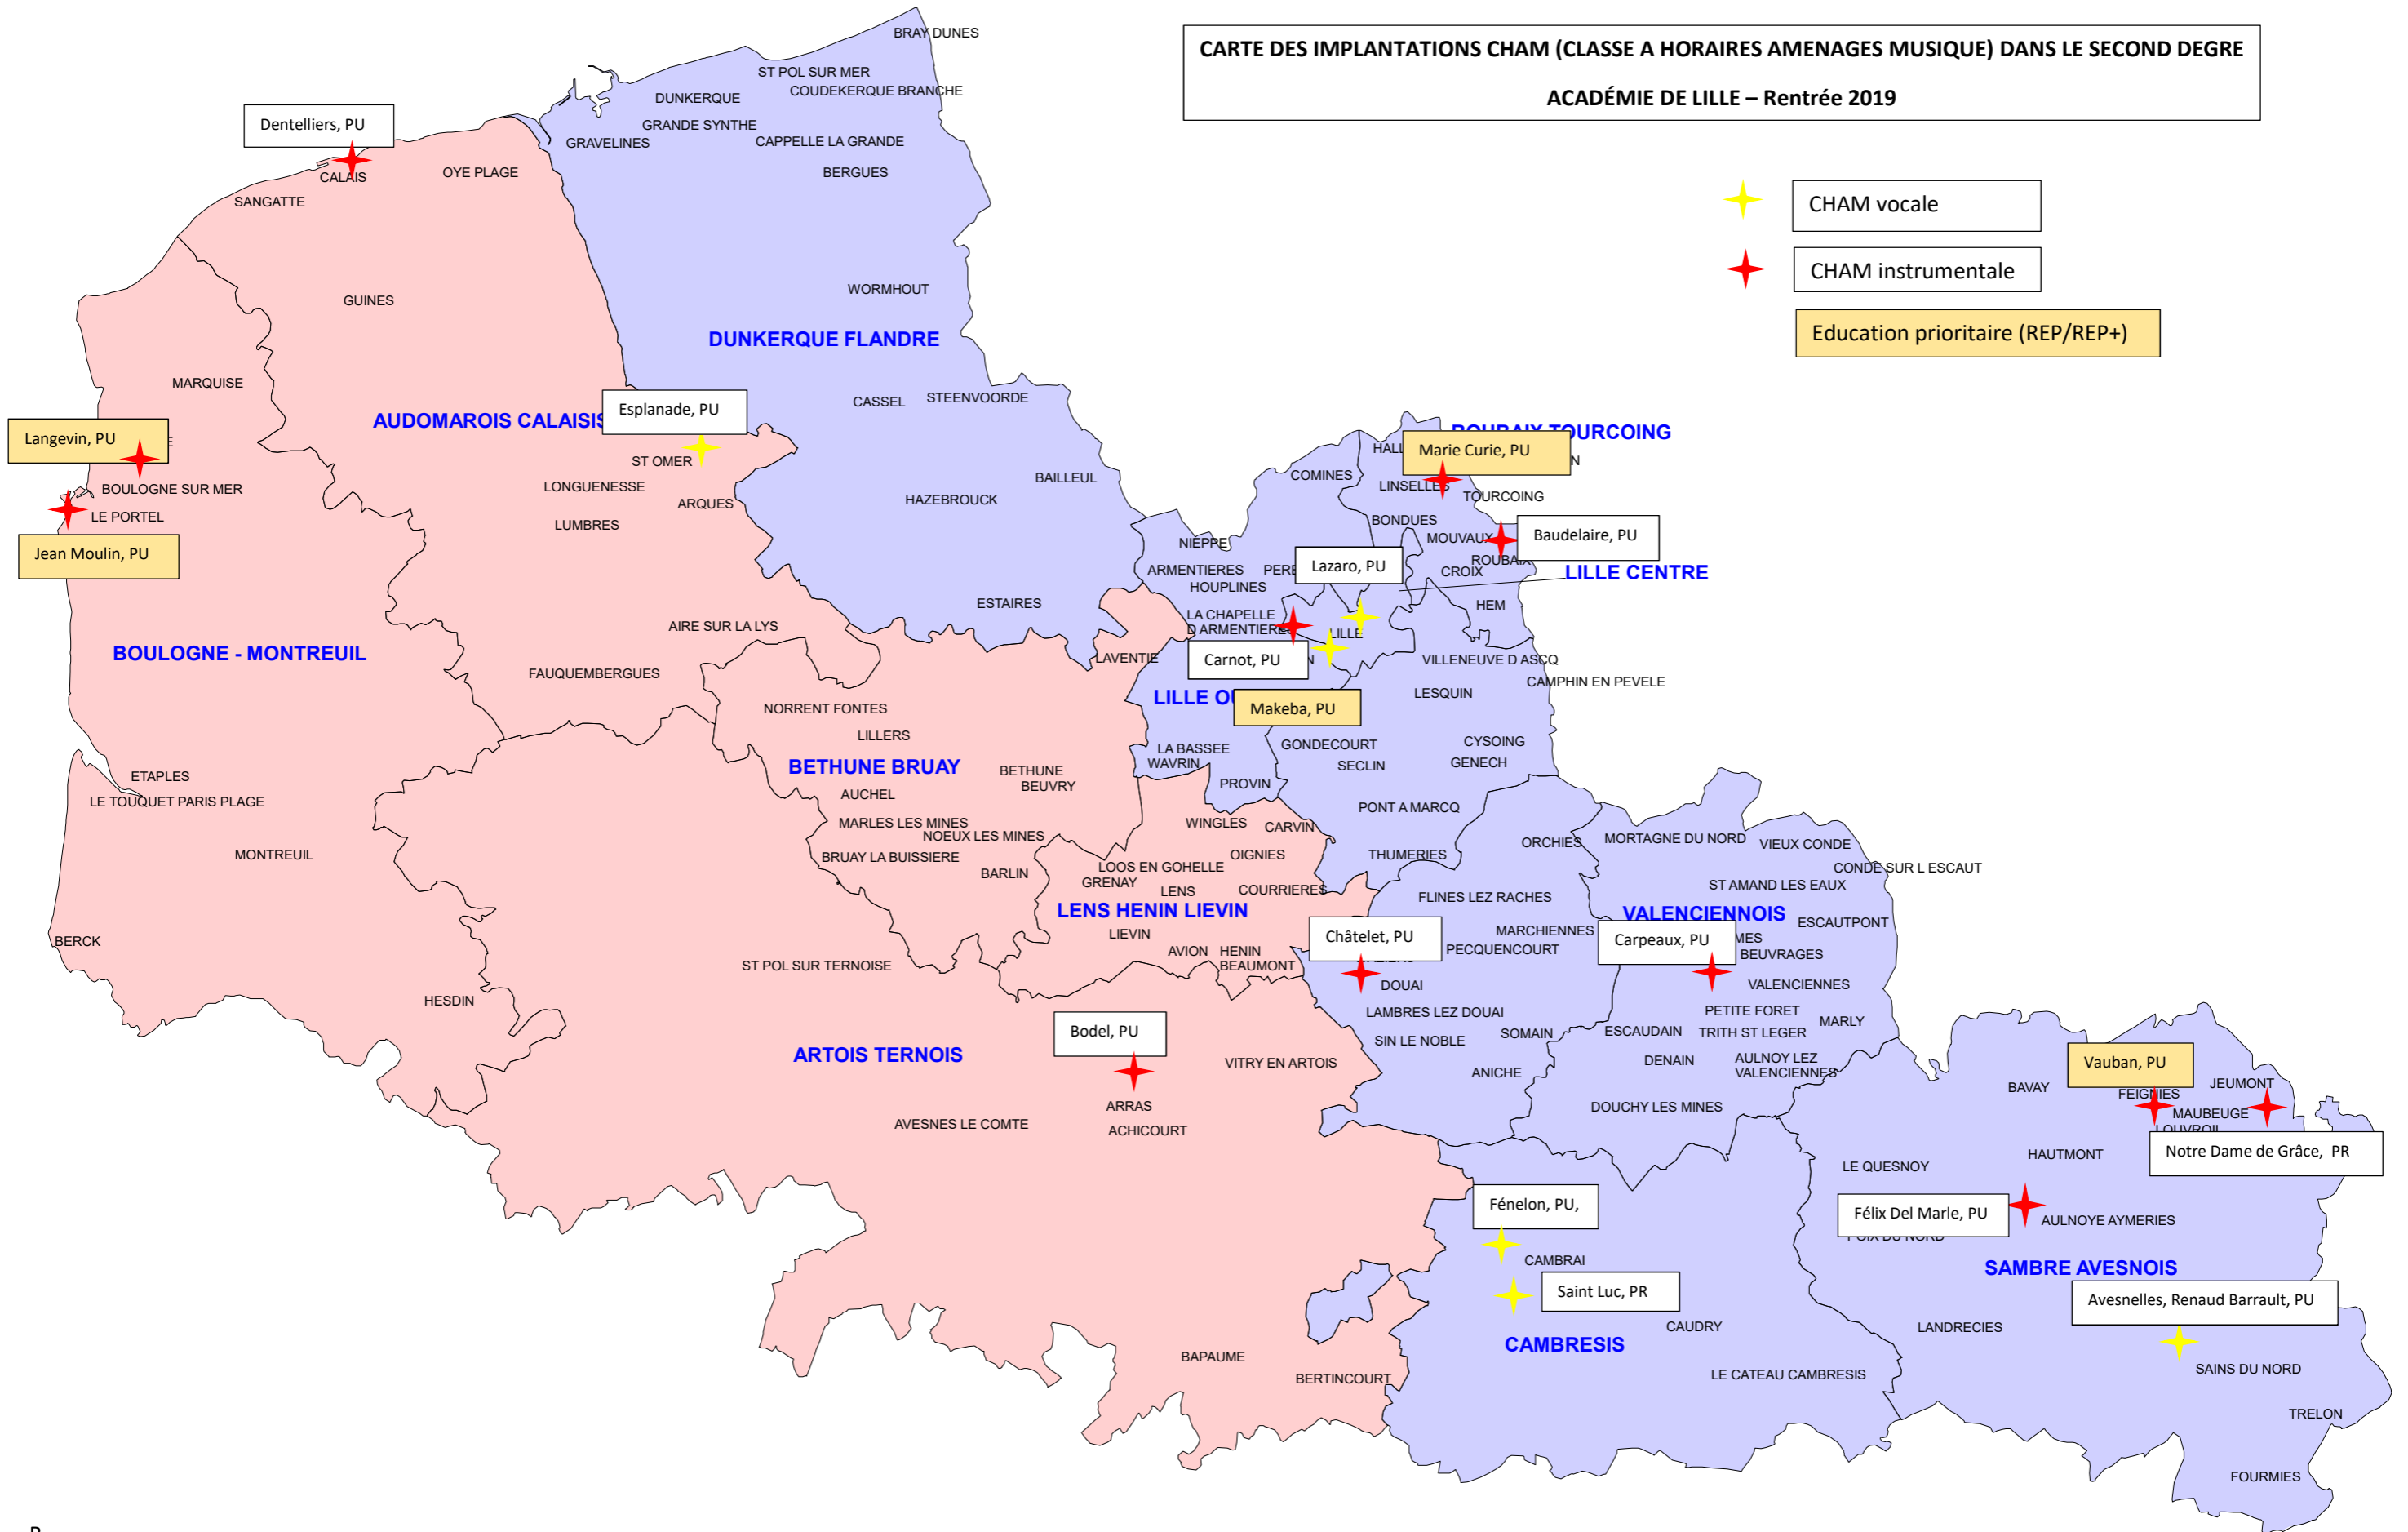 CARTE DES IMPLANTATIONS CHAM (CLASSE A HORAIRES AMENAGES MUSIQUE) DANS LE SECOND DEGRE
ACADÉMIE DE LILLE – Rentrée 2019
CHAM vocale
CHAM instrumentale
Education prioritaire (REP/REP+)
BRAY DUNES
ST POL SUR MER
COUDEKERQUE BRANCHE
DUNKERQUE
GRANDE SYNTHE
GRAVELINES
CAPPELLE LA GRANDE
BERGUES
Dentelliers, PU
CALAIS
OYE PLAGE
SANGATTE
GUINES
WORMHOUT
DUNKERQUE FLANDRE
MARQUISE
CASSEL
STEENVOORDE
AUDOMAROIS CALAISIS
Esplanade, PU
ST OMER
LONGUENESSE
ARQUES
LUMBRES
BAILLEUL
HAZEBROUCK
ESTAIRES
Langevin, PU
E
BOULOGNE SUR MER
LE PORTEL
Jean Moulin, PU
BOULOGNE - MONTREUIL
AIRE SUR LA LYS
FAUQUEMBERGUES
ROUBAIX TOURCOING
HALL
Marie Curie, PU
N
COMINES
LINSELLES
TOURCOING
BONDUES
MOUVAUX
Baudelaire, PU
ROUBAIX
CROIX
NIEPPE
ARMENTIERES
PERE
HOUPLINES
Lazaro, PU
LILLE CENTRE
HEM
LA CHAPELLE
D ARMENTIERES
LILLE
Carnot, PU
N
LAVENTIE
VILLENEUVE D ASCQ
CAMPHIN EN PEVELE
LESQUIN
LILLE OU
Makeba, PU
NORRENT FONTES
LILLERS
BETHUNE BRUAY
BETHUNE
BEUVRY
AUCHEL
MARLES LES MINES
NOEUX LES MINES
BRUAY LA BUISSIERE
BARLIN
LA BASSEE
WAVRIN
GONDECOURT
SECLIN
CYSOING
GENECH
PROVIN
PONT A MARCQ
ETAPLES
LE TOUQUET PARIS PLAGE
MONTREUIL
BERCK
HESDIN
WINGLES
CARVIN
OIGNIES
LOOS EN GOHELLE
GRENAY
LENS
COURRIERES
LENS HENIN LIEVIN
LIEVIN
AVION
HENIN
BEAUMONT
THUMERIES
ORCHIES
MORTAGNE DU NORD
VIEUX CONDE
CONDE SUR L ESCAUT
ST AMAND LES EAUX
FLINES LEZ RACHES
VALENCIENNOIS
ESCAUTPONT
Châtelet, PU
MARCHIENNES
PECQUENCOURT
Carpeaux, PU
MES
BEUVRAGES
DOUAI
VALENCIENNES
LAMBRES LEZ DOUAI
PETITE FORET
MARLY
SIN LE NOBLE
SOMAIN
ESCAUDAIN
TRITH ST LEGER
DENAIN
AULNOY LEZ
VALENCIENNES
ANICHE
DOUCHY LES MINES
ST POL SUR TERNOISE
ARTOIS TERNOIS
Bodel, PU
VITRY EN ARTOIS
ARRAS
ACHICOURT
AVESNES LE COMTE
BAPAUME
BERTINCOURT
Fénelon, PU,
CAMBRAI
Saint Luc, PR
CAMBRESIS
CAUDRY
LE CATEAU CAMBRESIS
Vauban, PU
BAVAY
FEIGNIES
JEUMONT
MAUBEUGE
LOUVROIL
Notre Dame de Grâce, PR
HAUTMONT
LE QUESNOY
Félix Del Marle, PU
AULNOYE AYMERIES
POIX DU NORD
SAMBRE AVESNOIS
Avesnelles, Renaud Barrault, PU
LANDRECIES
SAINS DU NORD
TRELON
FOURMIES